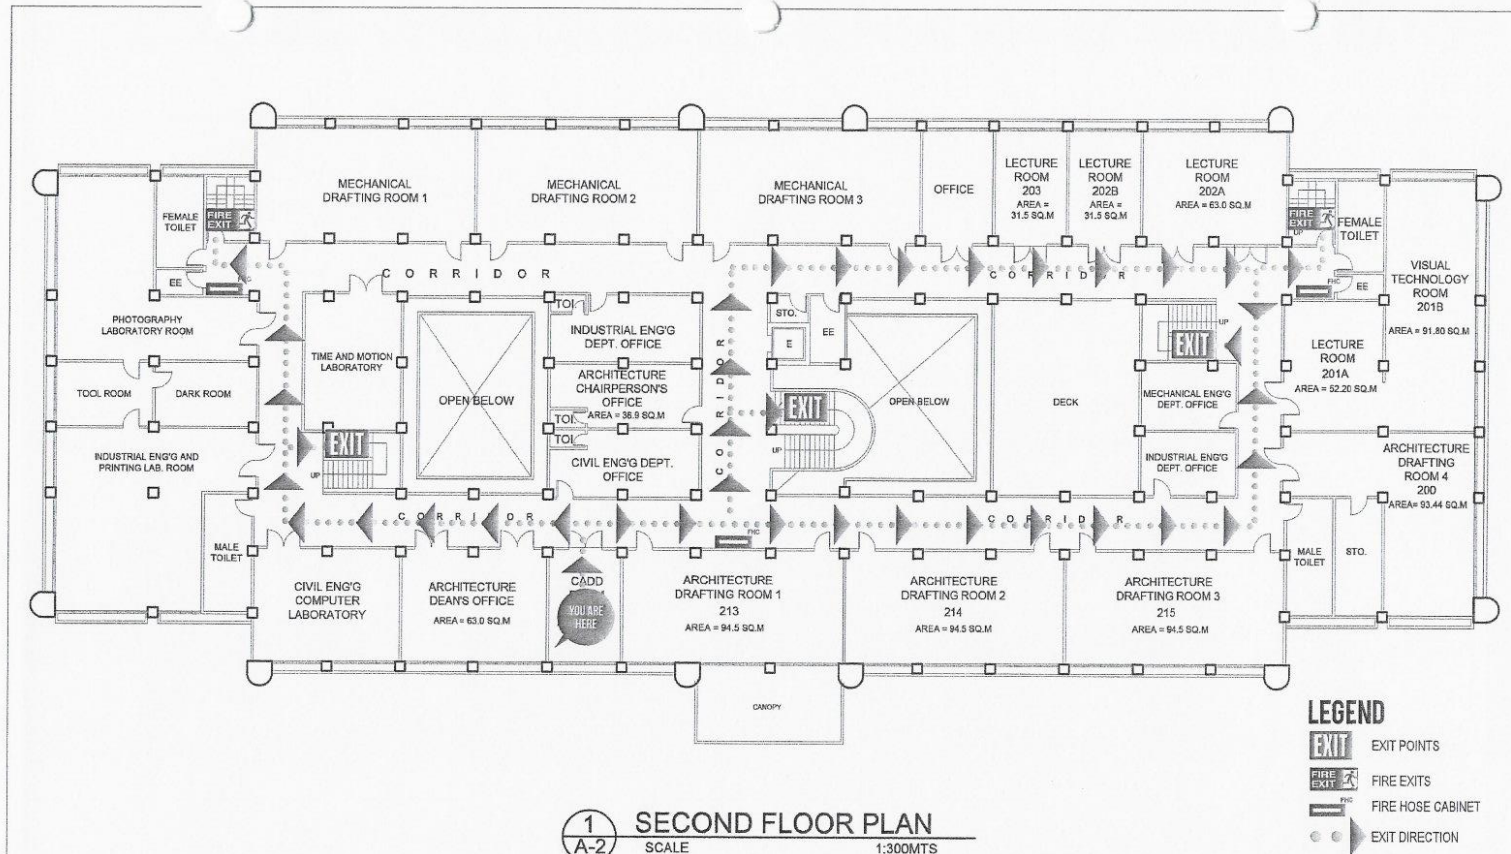 MECHANICAL
DRAFTING ROOM 1
MECHANICAL
DRAFTING ROOM 2
MECHANICAL
DRAFTING ROOM 3
OFFICE
LECTURE
ROOM
203
AREA =
31.5 SQ.M
LECTURE
ROOM
202B
AREA =
31.5 SQ.M
LECTURE
ROOM
202A
AREA = 63.0 SQ.M
FEMALE
TOILET
FIRE
EXIT
FIRE
EXIT
UP
FEMALE
TOILET
EE
FHC
CORRIDOR
CORRIDOR
FHC
EE
VISUAL
TECHNOLOGY
ROOM
201B
AREA = 91.80 SQ.M
PHOTOGRAPHY
LABORATORY ROOM
TOOL ROOM
DARK ROOM
TIME AND MOTION
LABORATORY
OPEN BELOW
TOI.
INDUSTRIAL ENG'G
DEPT. OFFICE
ARCHITECTURE
CHAIRPERSON'S
OFFICE
AREA = 36.9 SQ.M
TOI.
TOI.
CIVIL ENG'G DEPT.
OFFICE
CORRIDOR
STO.
E
EE
EXIT
UP
OPEN BELOW
DECK
UP
EXIT
MECHANICAL ENG'G
DEPT. OFFICE
INDUSTRIAL ENG'G
DEPT. OFFICE
LECTURE
ROOM
201A
AREA = 52.20 SQ.M
ARCHITECTURE
DRAFTING
ROOM 4
200
AREA= 93.44 SQ.M
INDUSTRIAL ENG'G AND
PRINTING LAB. ROOM
EXIT
UP
MALE
TOILET
CORRIDOR
CORRIDOR
FHC
CIVIL ENG'G
COMPUTER
LABORATORY
ARCHITECTURE
DEAN'S OFFICE
AREA = 63.0 SQ.M
CADD
YOU ARE
HERE
ARCHITECTURE
DRAFTING ROOM 1
213
AREA = 94.5 SQ.M
ARCHITECTURE
DRAFTING ROOM 2
214
AREA = 94.5 SQ.M
ARCHITECTURE
DRAFTING ROOM 3
215
AREA = 94.5 SQ.M
MALE
TOILET
STO.
CANOPY
LEGEND
EXIT EXIT POINTS
FIRE
EXIT FIRE EXITS
FHC FIRE HOSE CABINET
EXIT DIRECTION
1
A-2
SECOND FLOOR PLAN
SCALE 1:300MTS